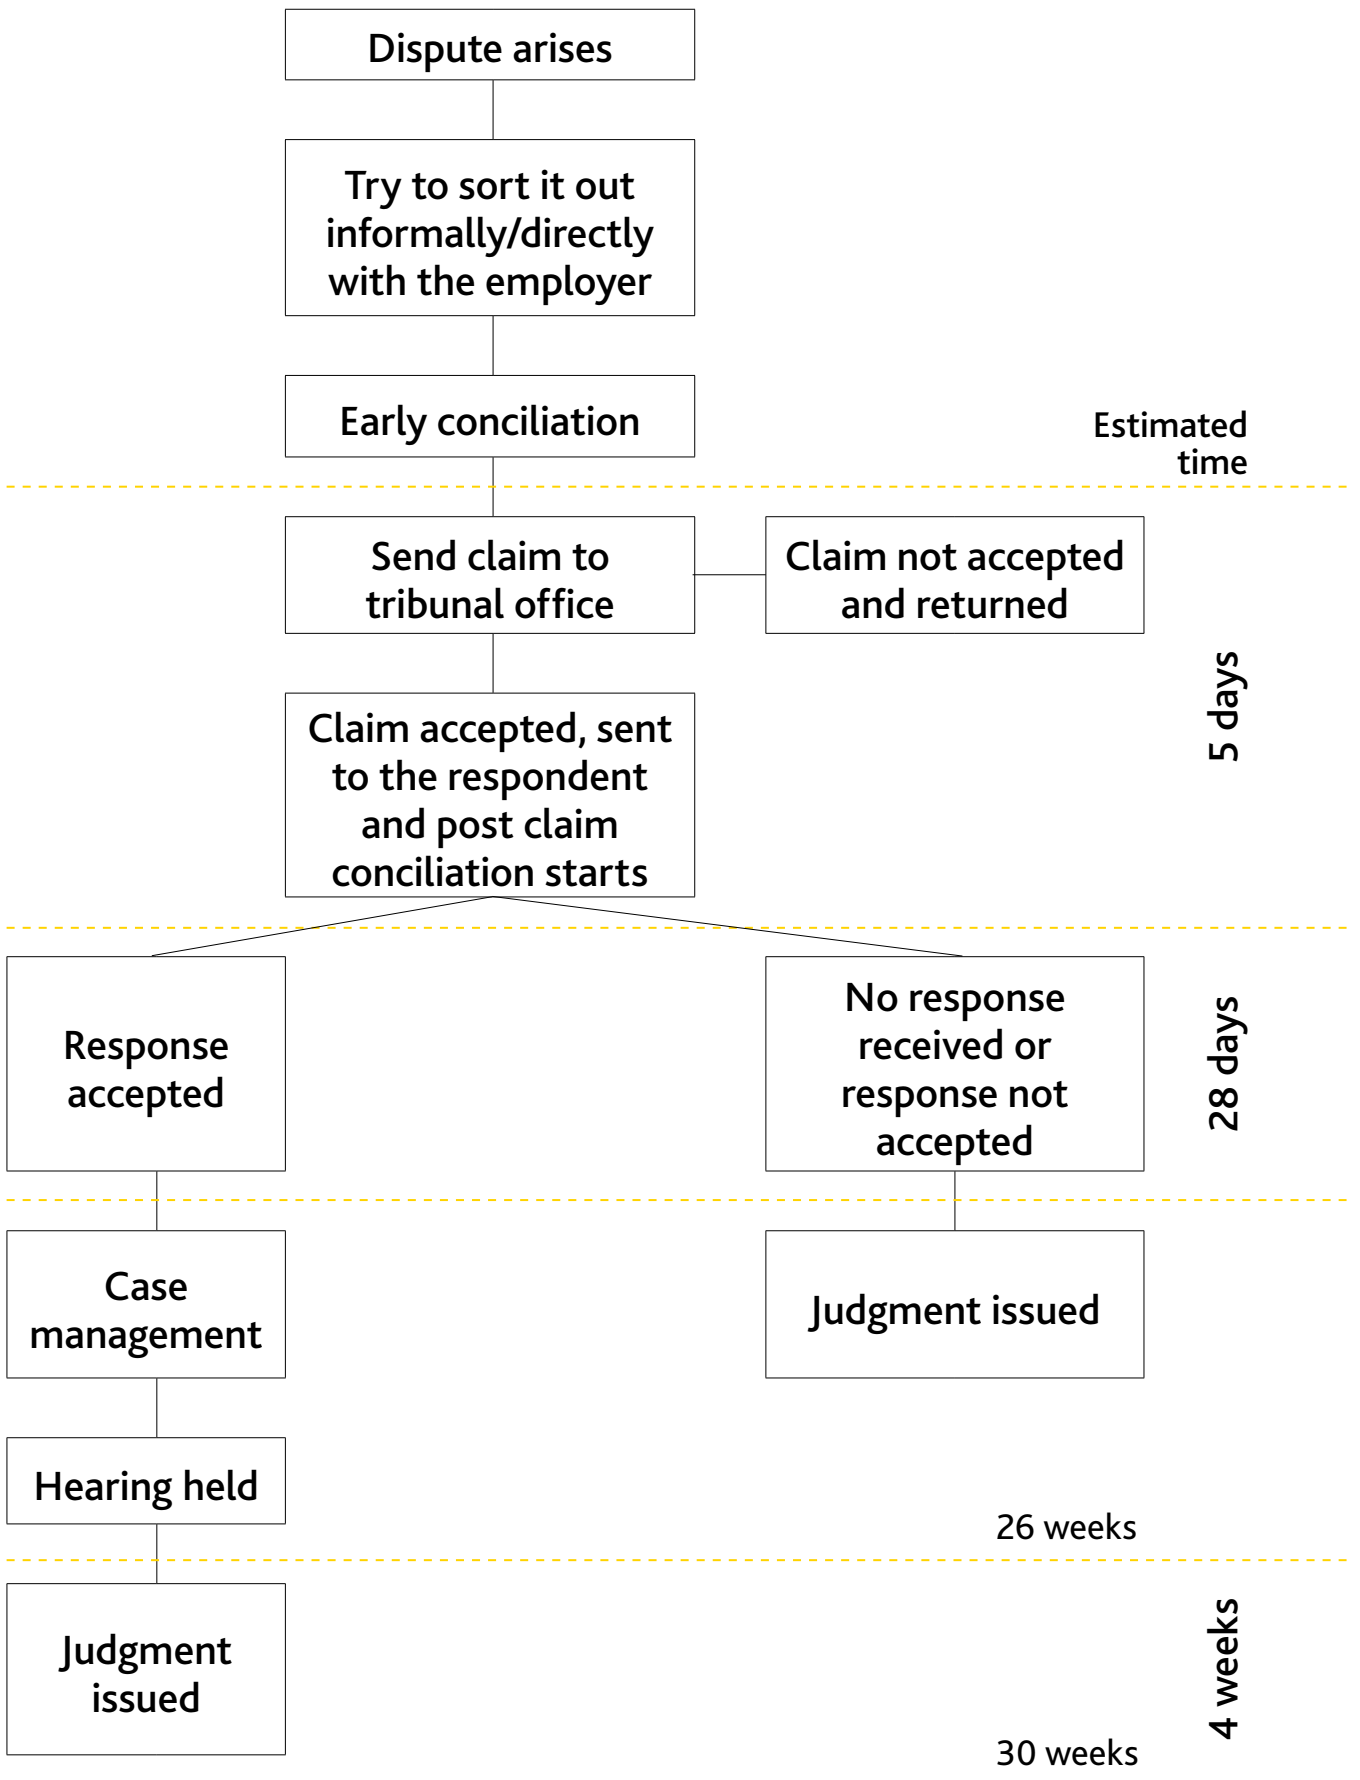 Dispute arises
Try to sort it out
informally/directly
with the employer
Early conciliation
Estimated
time
Send claim to
tribunal office
Claim not accepted
and returned
5 days
Claim accepted, sent
to the respondent
and post claim
conciliation starts
Response
accepted
No response
received or
response not
accepted
28 days
Case
management
Judgment issued
Hearing held
26 weeks
Judgment
issued
4 weeks
30 weeks